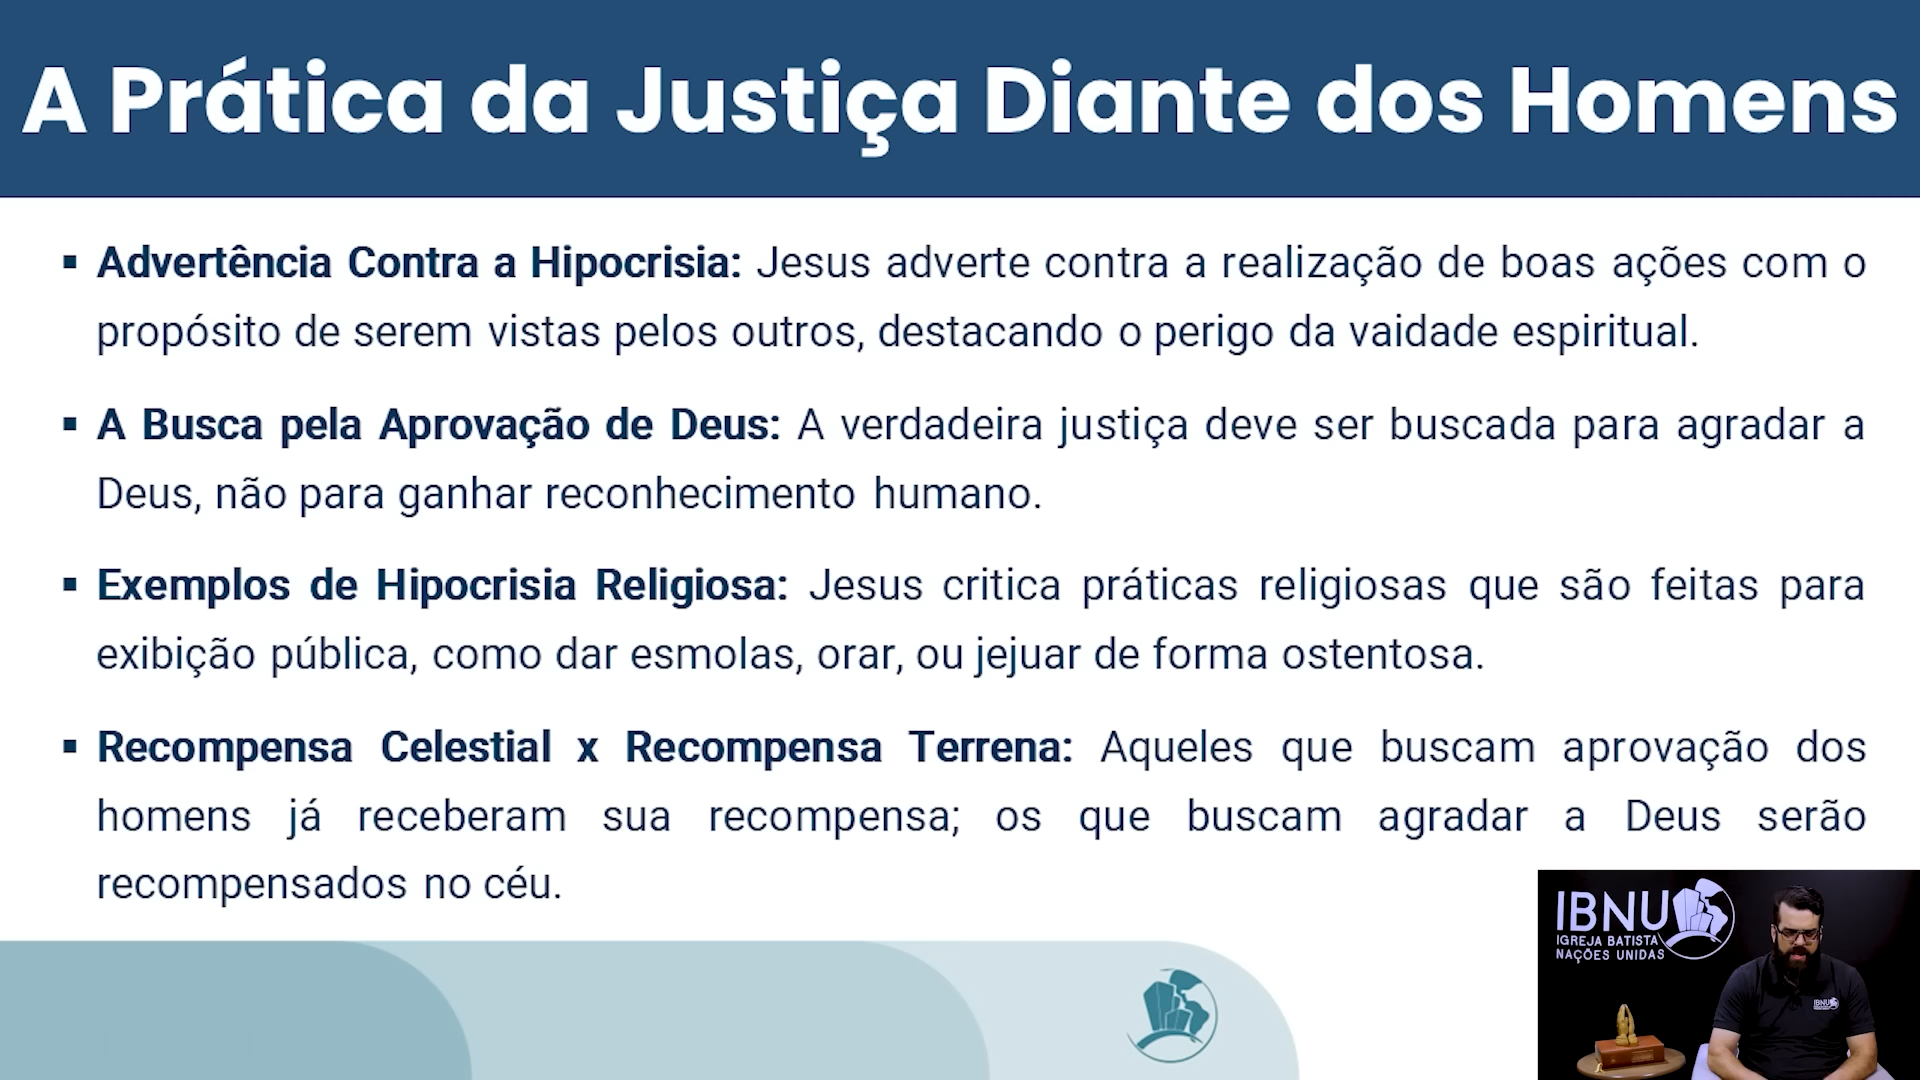 A Prática da Justiça Diante dos Homens
▪ Advertência Contra a Hipocrisia: Jesus adverte contra a realização de boas ações com o
propósito de serem vistas pelos outros, destacando o perigo da vaidade espiritual.
▪ A Busca pela Aprovação de Deus: A verdadeira justiça deve ser buscada para agradar a
Deus, não para ganhar reconhecimento humano.
▪ Exemplos de Hipocrisia Religiosa: Jesus critica práticas religiosas que são feitas para
exibição pública, como dar esmolas, orar, ou jejuar de forma ostentosa.
▪ Recompensa Celestial x Recompensa Terrena: Aqueles que buscam aprovação dos
homens já receberam sua recompensa; os que buscam agradar a Deus serão
recompensados no céu.
IBNU
IGREJA BATISTA
NAÇÕES UNIDAS
IBNU